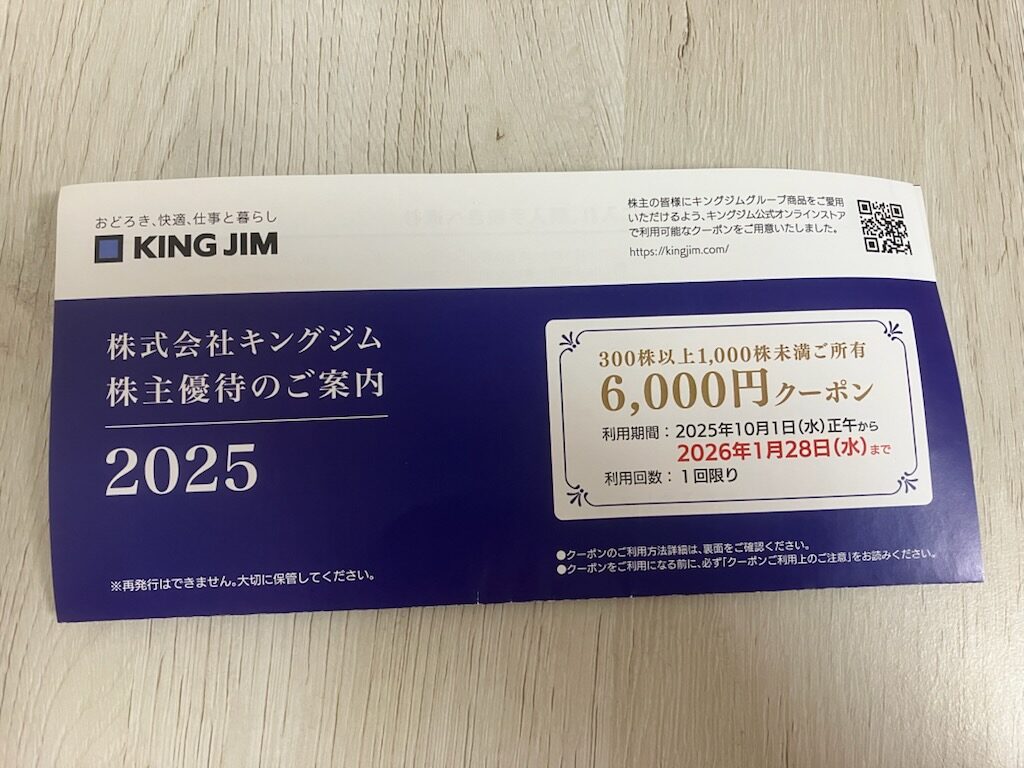 おどろき、快適、仕事と暮らし
KING JIM
株主の皆様にキングジムグループ商品をご愛用
いただけるよう、キングジム公式オンラインストア
で利用可能なクーポンをご用意いたしました。
https://kingjim.com/
株式会社キングジム
株主優待のご案内
2025
※再発行はできません。大切に保管してください。
300株以上1,000株未満ご所有
6,000円クーポン
利用期間：2025年10月1日(水)正午から
2026年1月28日(水)まで
利用回数：1回限り
●クーポンのご利用方法詳細は、裏面をご確認ください。
●クーポンをご利用になる前に、必ず「クーポンご利用上のご注意」をお読みください。